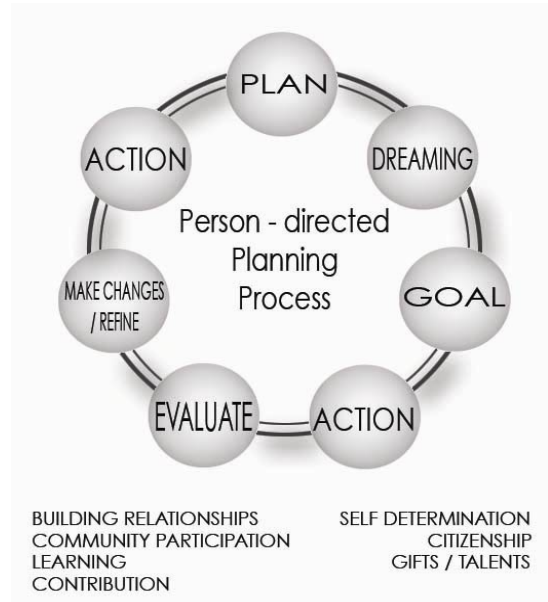 PLAN
DREAMING
GOAL
ACTION
EVALUATE
MAKE CHANGES
/ REFINE
ACTION
Person - directed
Planning
Process
BUILDING RELATIONSHIPS
COMMUNITY PARTICIPATION
LEARNING
CONTRIBUTION
SELF DETERMINATION
CITIZENSHIP
GIFTS / TALENTS